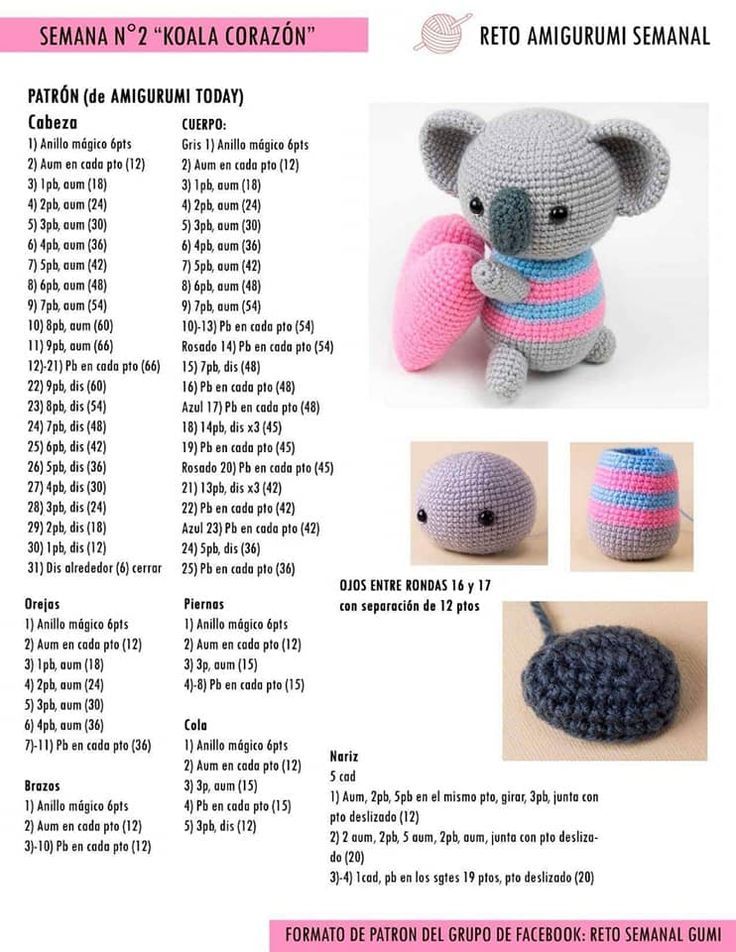 SEMANA N°2 “KOALA CORAZÓN”
RETO AMIGURUMI SEMANAL
PATRÓN (de AMIGURUMI TODAY)
Cabeza
1) Anillo mágico 6pts
2) Aum en cada pto (12)
3) 1pb, aum (18)
4) 2pb, aum (24)
5) 3pb, aum (30)
6) 4pb, aum (36)
7) 5pb, aum (42)
8) 6pb, aum (48)
9) 7pb, aum (54)
10) 8pb, aum (60)
11) 9pb, aum (66)
12)-21) Pb en cada pto (66)
22) 9pb, dis (60)
23) 8pb, dis (54)
24) 7pb, dis (48)
25) 6pb, dis (42)
26) 5pb, dis (36)
27) 4pb, dis (30)
28) 3pb, dis (24)
29) 2pb, dis (18)
30) 1pb, dis (12)
31) Dis alrededor (6) cerrar
CUERPO:
Gris 1) Anillo mágico 6pts
2) Aum en cada pto (12)
3) 1pb, aum (18)
4) 2pb, aum (24)
5) 3pb, aum (30)
6) 4pb, aum (36)
7) 5pb, aum (42)
8) 6pb, aum (48)
9) 7pb, aum (54)
10)-13) Pb en cada pto (54)
Rosado 14) Pb en cada pto (54)
15) 7pb, dis (48)
16) Pb en cada pto (48)
Azul 17) Pb en cada pto (48)
18) 14pb, dis x3 (45)
19) Pb en cada pto (45)
Rosado 20) Pb en cada pto (45)
21) 13pb, dis x3 (42)
22) Pb en cada pto (42)
Azul 23) Pb en cada pto (42)
24) 5pb, dis (36)
25) Pb en cada pto (36)
OJOS ENTRE RONDAS 16 y 17
con separación de 12 ptos
Orejas
1) Anillo mágico 6pts
2) Aum en cada pto (12)
3) 1pb, aum (18)
4) 2pb, aum (24)
5) 3pb, aum (30)
6) 4pb, aum (36)
7)-11) Pb en cada pto (36)
Brazos
1) Anillo mágico 6pts
2) Aum en cada pto (12)
3)-10) Pb en cada pto (12)
Piernas
1) Anillo mágico 6pts
2) Aum en cada pto (12)
3) 3p, aum (15)
4)-8) Pb en cada pto (15)
Cola
1) Anillo mágico 6pts
2) Aum en cada pto (12)
3) 3p, aum (15)
4) Pb en cada pto (15)
5) 3pb, dis (12)
Nariz
5 cad
1) Aum, 2pb, 5pb en el mismo pto, girar, 3pb, junta con
pto deslizado (12)
2) 2 aum, 2pb, 5 aum, 2pb, aum, junta con pto desliza-
do (20)
3)-4) 1cad, pb en los sgtes 19 ptos, pto deslizado (20)
FORMATO DE PATRON DEL GRUPO DE FACEBOOK: RETO SEMANAL GUMI